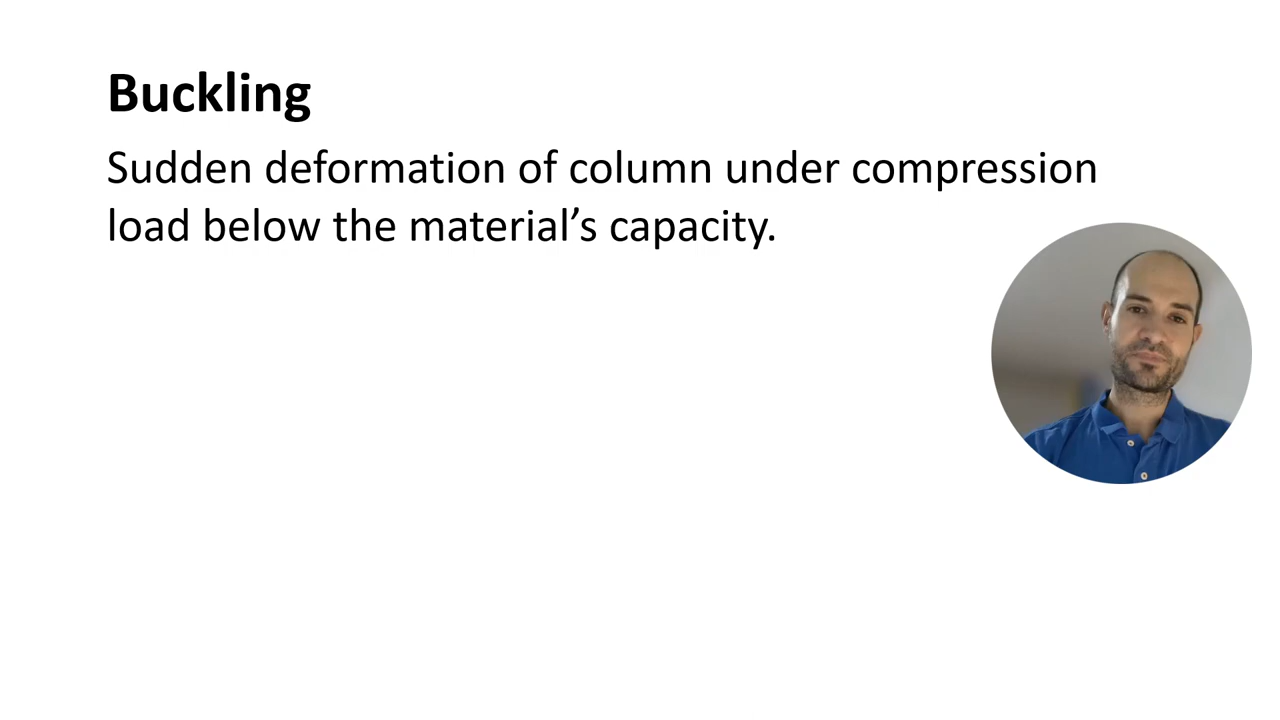 Buckling
Sudden deformation of column under compression
load below the material’s capacity.